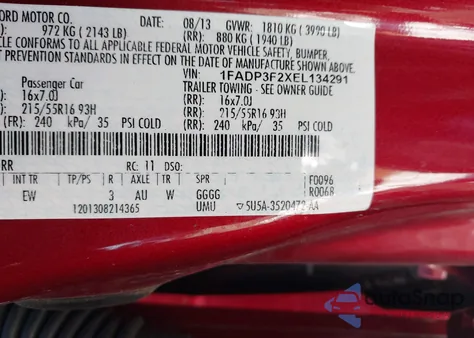 ORD MOTOR CO. DATE: 08/13 GVWR: 1810 KG ( 3990 LB)
972 KG ( 2143 LB) (RR): 880 KG ( 1940 LB)
LE CONFORMS TO ALL APPLICABLE FEDERAL MOTOR VEHICLE SAFETY, BUMPER,
T PREVENTION STANDARDS IN EFFECT ON THE DATE OF MANUFACTURE SHOWN ABOVE.
VIN: 1FADP3F2XEL134291
Passenger Car TRAILER TOWING - SEE OWNER GUIDE
16x7.0J (RR): 16x7.0J
215/55R16 93H (RR): 215/55R16 93H
(FR): 240 kPa/ 35 PSI COLD (RR): 240 kPa/ 35 PSI COLD
RR RC: 11 DSO: F0096
INT TR TP/PS R AXLE TR SPR R0068
EW 3 AU W GGGG
1201308214365 UMU ▽ 5U5A-3520472-AA
AutoSnap